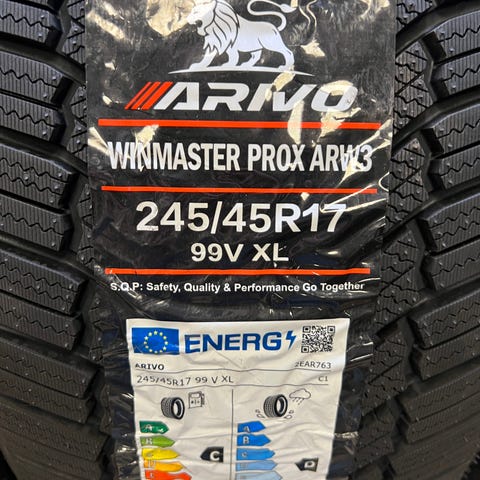 ARIVO
WINMASTER PROX ARW3
245/45R17
99V XL
S.Q.P: Safety, Quality & Performance Go Together
ENERG
ARIVO
2EAR763
245/45R17 99 V XL
C1
A
A
B
B
C
C
C
D
D